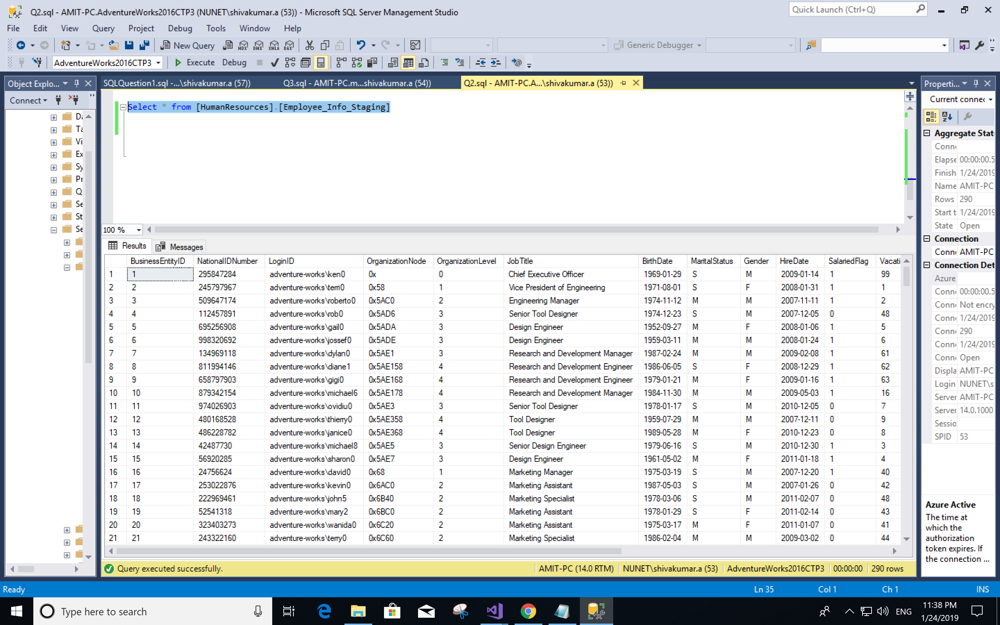 Q2.sql - AMIT-PC.AdventureWorks2016CTP3 (NUNET\shivakumar.a (53)) - Microsoft SQL Server Management Studio
Quick Launch (Ctrl+Q)
File Edit View Query Project Debug Tools Window Help
New Query MDX DMX XMLA DAX Generic Debugger
AdventureWorks2016CTP3 Execute Debug
Object Explo...
SQLQuestion1.sql -...\shivakumar.a (57)) Q3.sql - AMIT-PC.m...shivakumar.a (54)) Q2.sql - AMIT-PC.A...\shivakumar.a (53))
Connect
Da
Ta
Vi
Ex
Sy
Pr
Q
Se
St
Se
Select * from [HumanResources].[Employee_Info_Staging]
100 %
Results Messages
BusinessEntityID NationalIDNumber LoginID OrganizationNode OrganizationLevel JobTitle BirthDate MaritalStatus Gender HireDate SalariedFlag Vacati
1 1 295847284 adventure-works\ken0 0x 0 Chief Executive Officer 1969-01-29 S M 2009-01-14 1 99
2 2 245797967 adventure-works\terri0 0x58 1 Vice President of Engineering 1971-08-01 S F 2008-01-31 1 1
3 3 509647174 adventure-works\roberto0 0x5AC0 2 Engineering Manager 1974-11-12 M M 2007-11-11 1 2
4 4 112457891 adventure-works\rob0 0x5AD6 3 Senior Tool Designer 1974-12-23 S M 2007-12-05 0 48
5 5 695256908 adventure-works\gail0 0x5ADA 3 Design Engineer 1952-09-27 M F 2008-01-06 1 5
6 6 998320692 adventure-works\jossef0 0x5ADE 3 Design Engineer 1959-03-11 M M 2008-01-24 1 6
7 7 134969118 adventure-works\dylan0 0x5AE1 3 Research and Development Manager 1987-02-24 M M 2009-02-08 1 61
8 8 811994146 adventure-works\diane1 0x5AE158 4 Research and Development Engineer 1986-06-05 S F 2008-12-29 1 62
9 9 658797903 adventure-works\gigi0 0x5AE168 4 Research and Development Engineer 1979-01-21 M F 2009-01-16 1 63
10 10 879342154 adventure-works\michael6 0x5AE178 4 Research and Development Manager 1984-11-30 M M 2009-05-03 1 16
11 11 974026903 adventure-works\ovidiu0 0x5AE3 3 Senior Tool Designer 1978-01-17 S M 2010-12-05 0 7
12 12 480168528 adventure-works\thierry0 0x5AE358 4 Tool Designer 1959-07-29 M M 2007-12-11 0 9
13 13 486228782 adventure-works\janice0 0x5AE368 4 Tool Designer 1989-05-28 M F 2010-12-23 0 8
14 14 42487730 adventure-works\michael8 0x5AE5 3 Senior Design Engineer 1979-06-16 S M 2010-12-30 1 3
15 15 56920285 adventure-works\sharon0 0x5AE7 3 Design Engineer 1961-05-02 M F 2011-01-18 1 4
16 16 24756624 adventure-works\david0 0x68 1 Marketing Manager 1975-03-19 S M 2007-12-20 1 40
17 17 253022876 adventure-works\kevin0 0x6AC0 2 Marketing Assistant 1987-05-03 S M 2007-01-26 0 42
18 18 222969461 adventure-works\john5 0x6B40 2 Marketing Specialist 1978-03-06 S M 2011-02-07 0 48
19 19 52541318 adventure-works\mary2 0x6BC0 2 Marketing Assistant 1978-01-29 S F 2011-02-14 0 43
20 20 323403273 adventure-works\wanida0 0x6C20 2 Marketing Assistant 1975-03-17 M F 2011-01-07 0 41
21 21 243322160 adventure-works\terry0 0x6C60 2 Marketing Specialist 1986-02-04 M M 2009-03-02 0 44
Query executed successfully. AMIT-PC (14.0 RTM) NUNET\shivakumar.a (53) AdventureWorks2016CTP3 00:00:00 290 rows
Properti...
Current connec
Aggregate Stat
Conn
Elapse 00:00:00.5
Finish 1/24/2019
Name AMIT-PC
Rows 290
Start t 1/24/2019
State Open
Connection
Conn AMIT-PC
Connection Det
Azure
Conn 00:00:00.5
Conn Not encry
Conn 1/24/2019
Conn 290
Conn 1/24/2019
Conn Open
Displa AMIT-PC
Login NUNET\s
Server AMIT-PC
Server 14.0.1000
Sessio
SPID 53
Azure Active
The time at
which the
authorization
token expires. If
the connection ...
Ready Ln 35 Col 1 Ch 1 INS
Type here to search
ENG
11:38 PM
1/24/2019